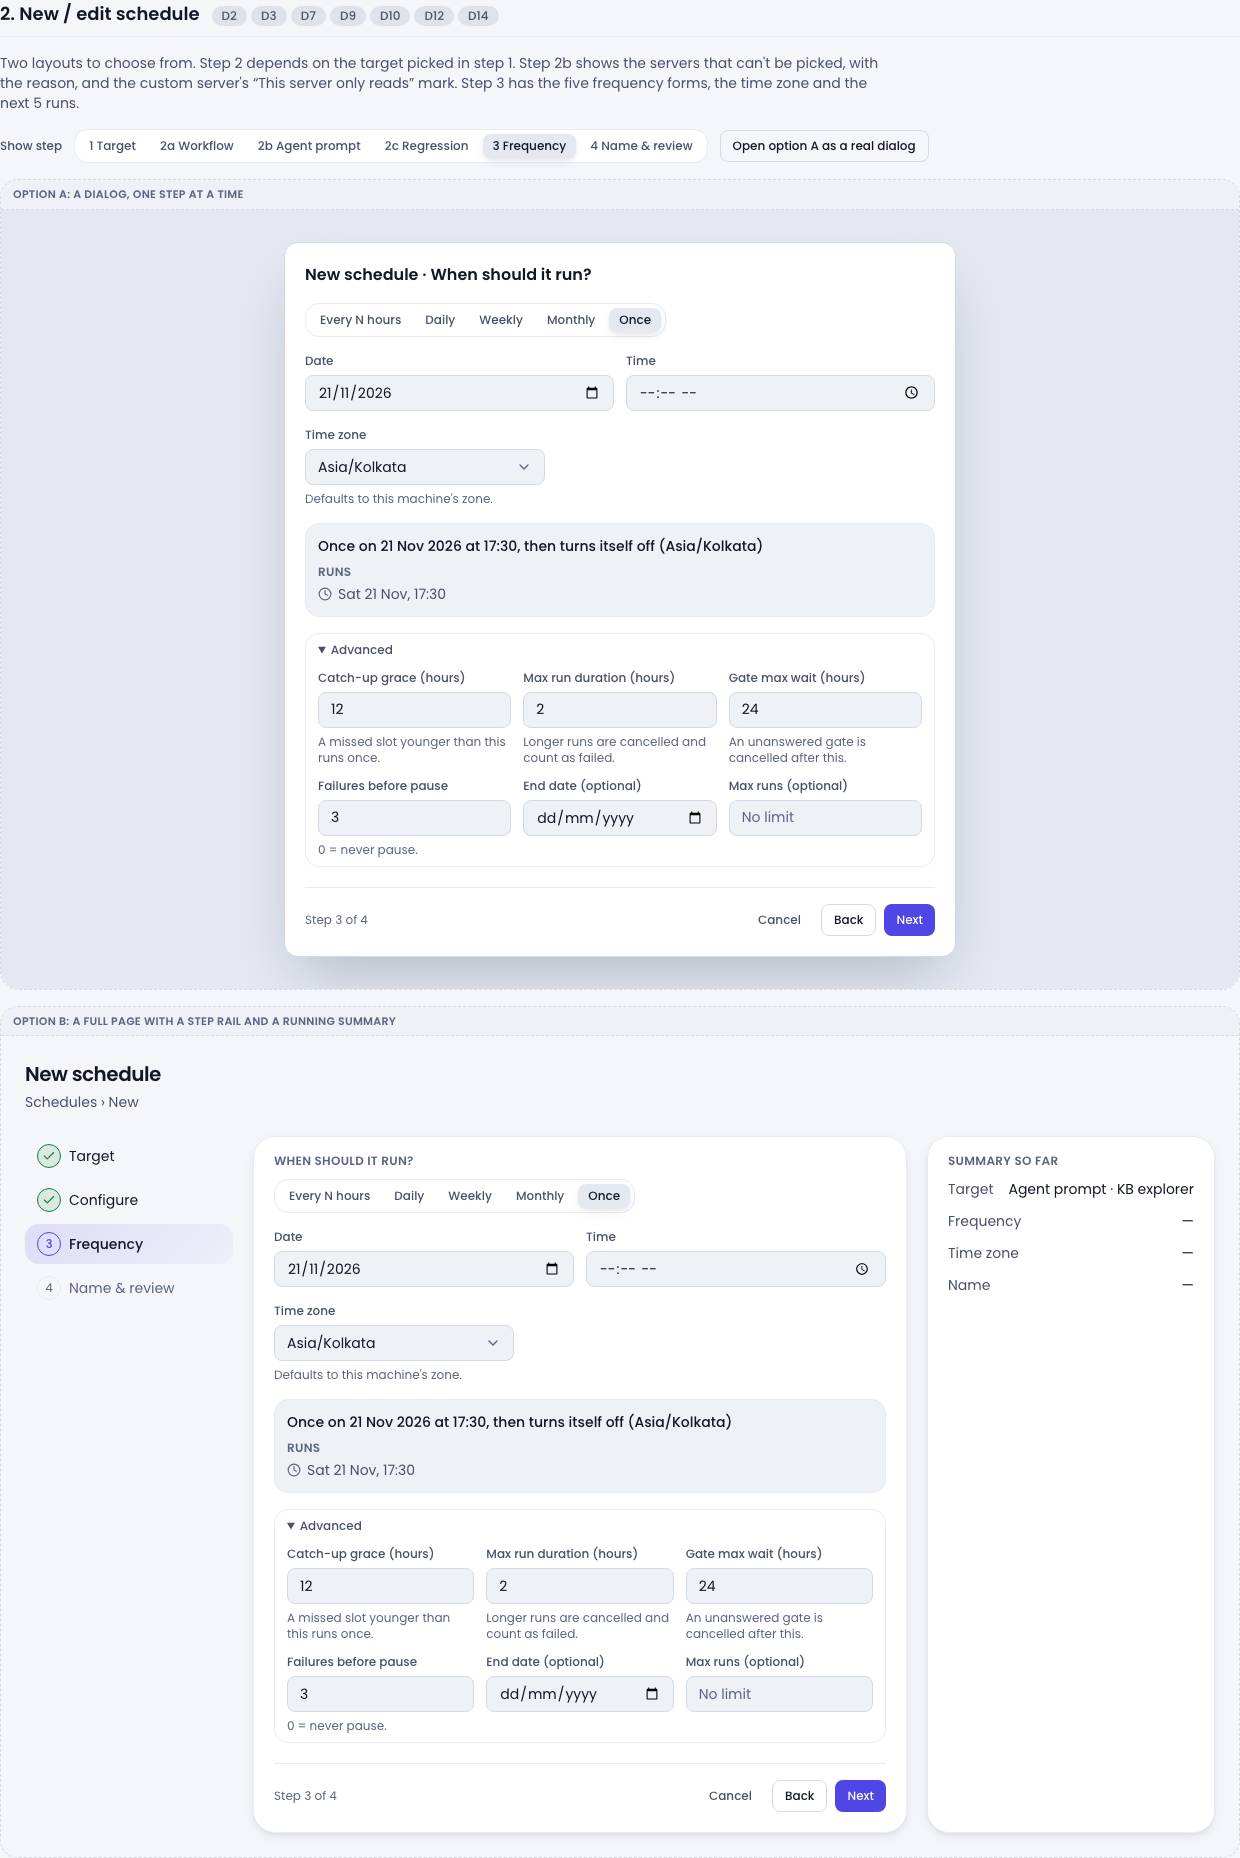 2. New / edit schedule D2 D3 D7 D9 D10 D12 D14
Two layouts to choose from. Step 2 depends on the target picked in step 1. Step 2b shows the servers that can't be picked, with
the reason, and the custom server's “This server only reads” mark. Step 3 has the five frequency forms, the time zone and the
next 5 runs.
Show step 1 Target 2a Workflow 2b Agent prompt 2c Regression 3 Frequency 4 Name & review Open option A as a real dialog
OPTION A: A DIALOG, ONE STEP AT A TIME
New schedule · When should it run?
Every N hours Daily Weekly Monthly Once
Date Time
21/11/2026 --:-- --
Time zone
Asia/Kolkata
Defaults to this machine's zone.
Once on 21 Nov 2026 at 17:30, then turns itself off (Asia/Kolkata)
RUNS
Sat 21 Nov, 17:30
▼ Advanced
Catch-up grace (hours) Max run duration (hours) Gate max wait (hours)
12 2 24
A missed slot younger than this Longer runs are cancelled and An unanswered gate is
runs once. count as failed. cancelled after this.
Failures before pause End date (optional) Max runs (optional)
3 dd/mm/yyyy No limit
0 = never pause.
Step 3 of 4 Cancel Back Next
OPTION B: A FULL PAGE WITH A STEP RAIL AND A RUNNING SUMMARY
New schedule
Schedules › New
Target
Configure
3 Frequency
4 Name & review
WHEN SHOULD IT RUN?
Every N hours Daily Weekly Monthly Once
Date Time
21/11/2026 --:-- --
Time zone
Asia/Kolkata
Defaults to this machine's zone.
Once on 21 Nov 2026 at 17:30, then turns itself off (Asia/Kolkata)
RUNS
Sat 21 Nov, 17:30
▼ Advanced
Catch-up grace (hours) Max run duration (hours) Gate max wait (hours)
12 2 24
A missed slot younger than Longer runs are cancelled and An unanswered gate is
this runs once. count as failed. cancelled after this.
Failures before pause End date (optional) Max runs (optional)
3 dd/mm/yyyy No limit
0 = never pause.
Step 3 of 4 Cancel Back Next
SUMMARY SO FAR
Target Agent prompt · KB explorer
Frequency —
Time zone —
Name —